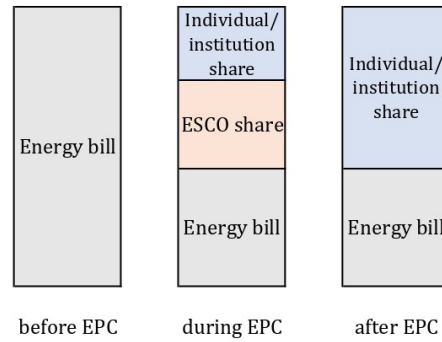 Energy bill
Individual/
institution
share
ESCO share
Energy bill
Individual/
institution
share
Energy bill
before EPC
during EPC
after EPC